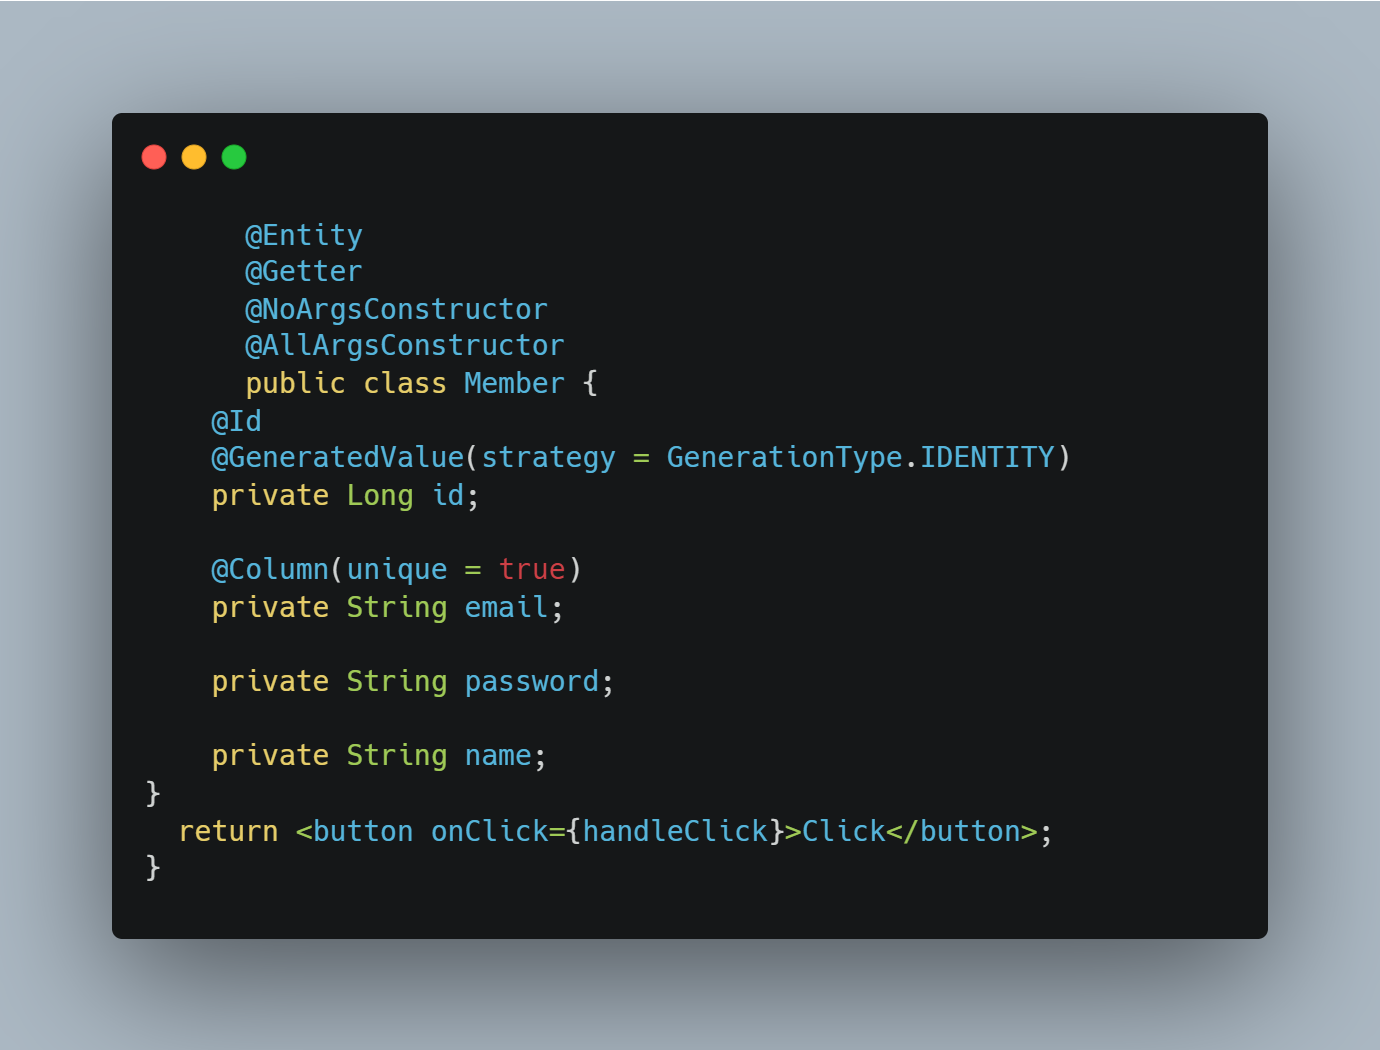 @Entity
@Getter
@NoArgsConstructor
@AllArgsConstructor
public class Member {
@Id
@GeneratedValue(strategy = GenerationType.IDENTITY)
private Long id;
@Column(unique = true)
private String email;
private String password;
private String name;
}
return <button onClick={handleClick}>Click</button>;
}